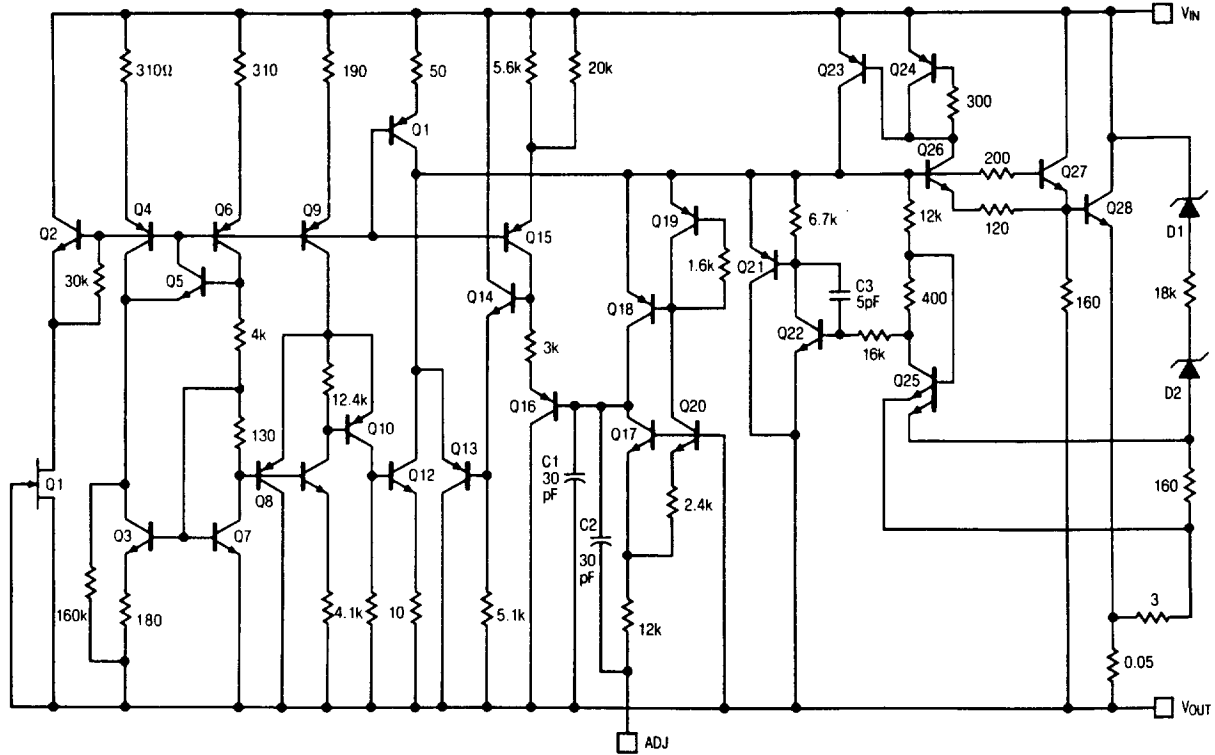 VIN
310Ω
310
190
50
5.6k
20k
Q23
Q24
300
Q1
Q26
200
Q27
Q2
Q4
Q6
Q9
Q15
Q19
6.7k
12k
Q28
120
D1
30k
Q5
Q14
1.6k
Q21
C3
5pF
Q18
400
160
18k
4k
3k
Q22
16k
12.4k
Q25
D2
Q16
Q20
Q10
130
Q17
Q8
Q12
Q13
C1
30
pF
160
Q1
2.4k
Q3
Q7
C2
30
pF
160k
180
4.1k
10
5.1k
12k
3
0.05
VOUT
ADJ